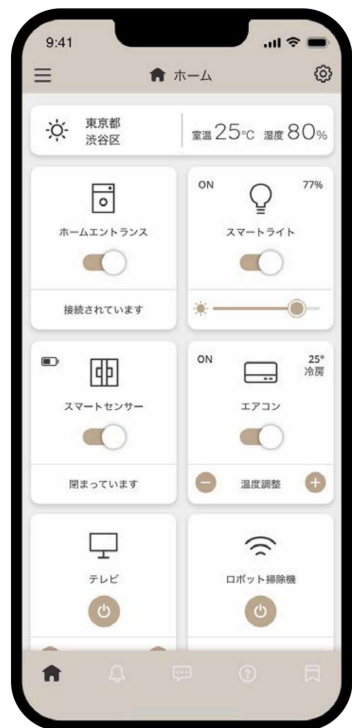 9:41
ホーム
東京都
渋谷区
室温25℃ 湿度80%
ホームエントランス
接続されています
ON 77%
スマートライト
スマートセンサー
閉まっています
ON 25°
冷房
エアコン
温度調整
テレビ
ロボット掃除機